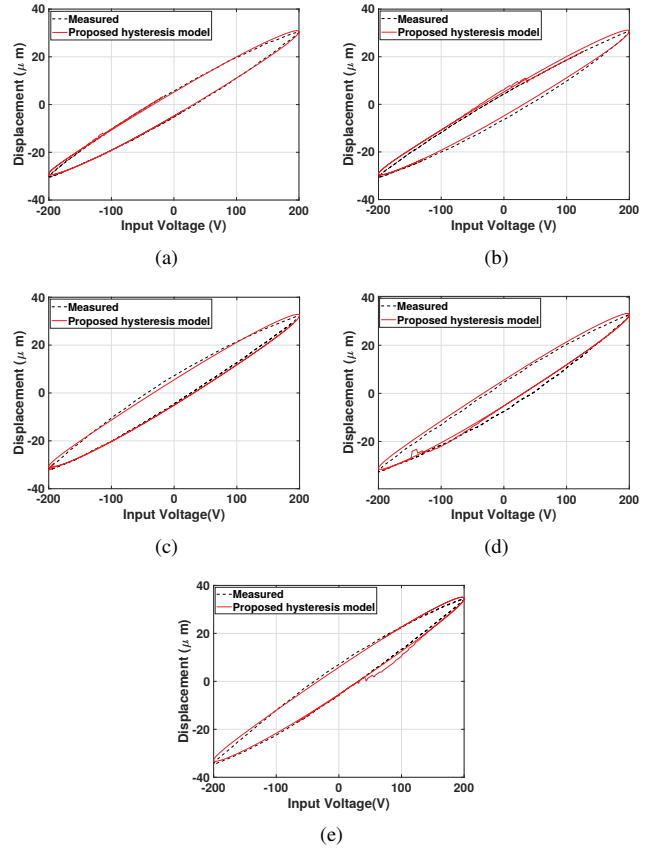 40
20
0
-20
-40
Displacement (μ m)
Measured
Proposed hysteresis model
-200 -100 0 100 200
Input Voltage (V)
(a)
40
20
0
-20
-40
Displacement (μ m)
Measured
Proposed hysteresis model
-200 -100 0 100 200
Input Voltage (V)
(b)
40
20
0
-20
-40
Displacement (μ m)
Measured
Proposed hysteresis model
-200 -100 0 100 200
Input Voltage(V)
(c)
40
20
0
-20
-40
Displacement (μ m)
Measured
Proposed hysteresis model
-200 -100 0 100 200
Input Voltage (V)
(d)
40
20
0
-20
-40
Displacement (μ m)
Measured
Proposed hysteresis model
-200 -100 0 100 200
Input Voltage(V)
(e)